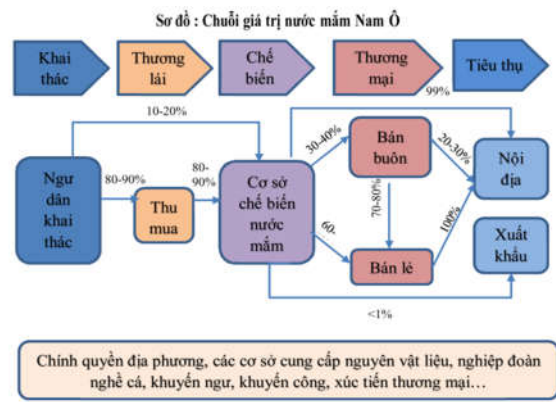 Sơ đồ : Chuỗi giá trị nước mắm Nam Ô
Khai
thác
Thương
lái
Chế
biến
Thương
mại
Tiêu thụ
99%
10-20%
30-40%
20-30%
Ngư
dân
khai
thác
80-90%
Thu
mua
80-
90%
Cơ sở
chế biến
nước
mắm
Bán
buôn
70-80%
60-
Bán lẻ
100%
Nội
địa
Xuất
khẩu
<1%
Chính quyền địa phương, các cơ sở cung cấp nguyên vật liệu, nghiệp đoàn
nghề cá, khuyến ngư, khuyến công, xúc tiến thương mại…